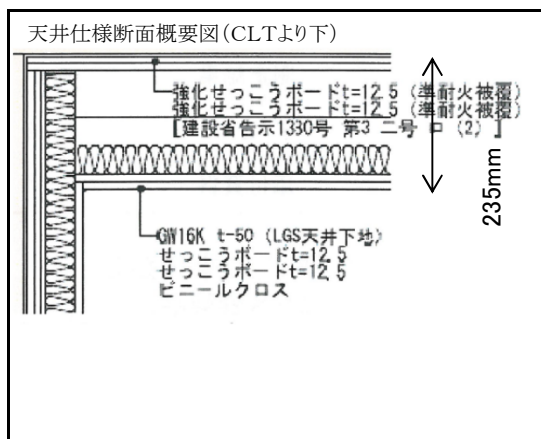 天井仕様断面概要図(CLTより下)
強化せっこうボードt=12.5 (準耐火被覆)
強化せっこうボードt=12.5 (準耐火被覆)
[建設省告示1380号 第3 二号 ロ (2) ]
235mm
GW16K t-50 (LGS天井下地)
せっこうボードt=12.5
せっこうボードt=12.5
ビニールクロス